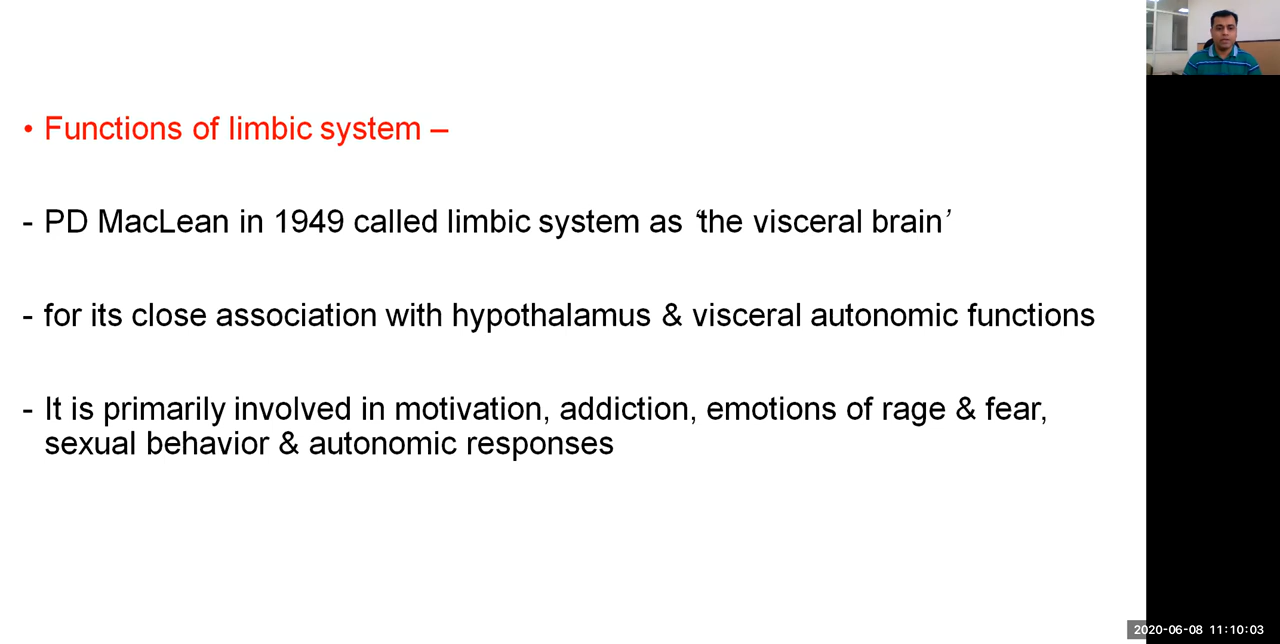 • Functions of limbic system –
- PD MacLean in 1949 called limbic system as ‘the visceral brain’
- for its close association with hypothalamus & visceral autonomic functions
- It is primarily involved in motivation, addiction, emotions of rage & fear,
sexual behavior & autonomic responses
2020-06-08 11:10:03